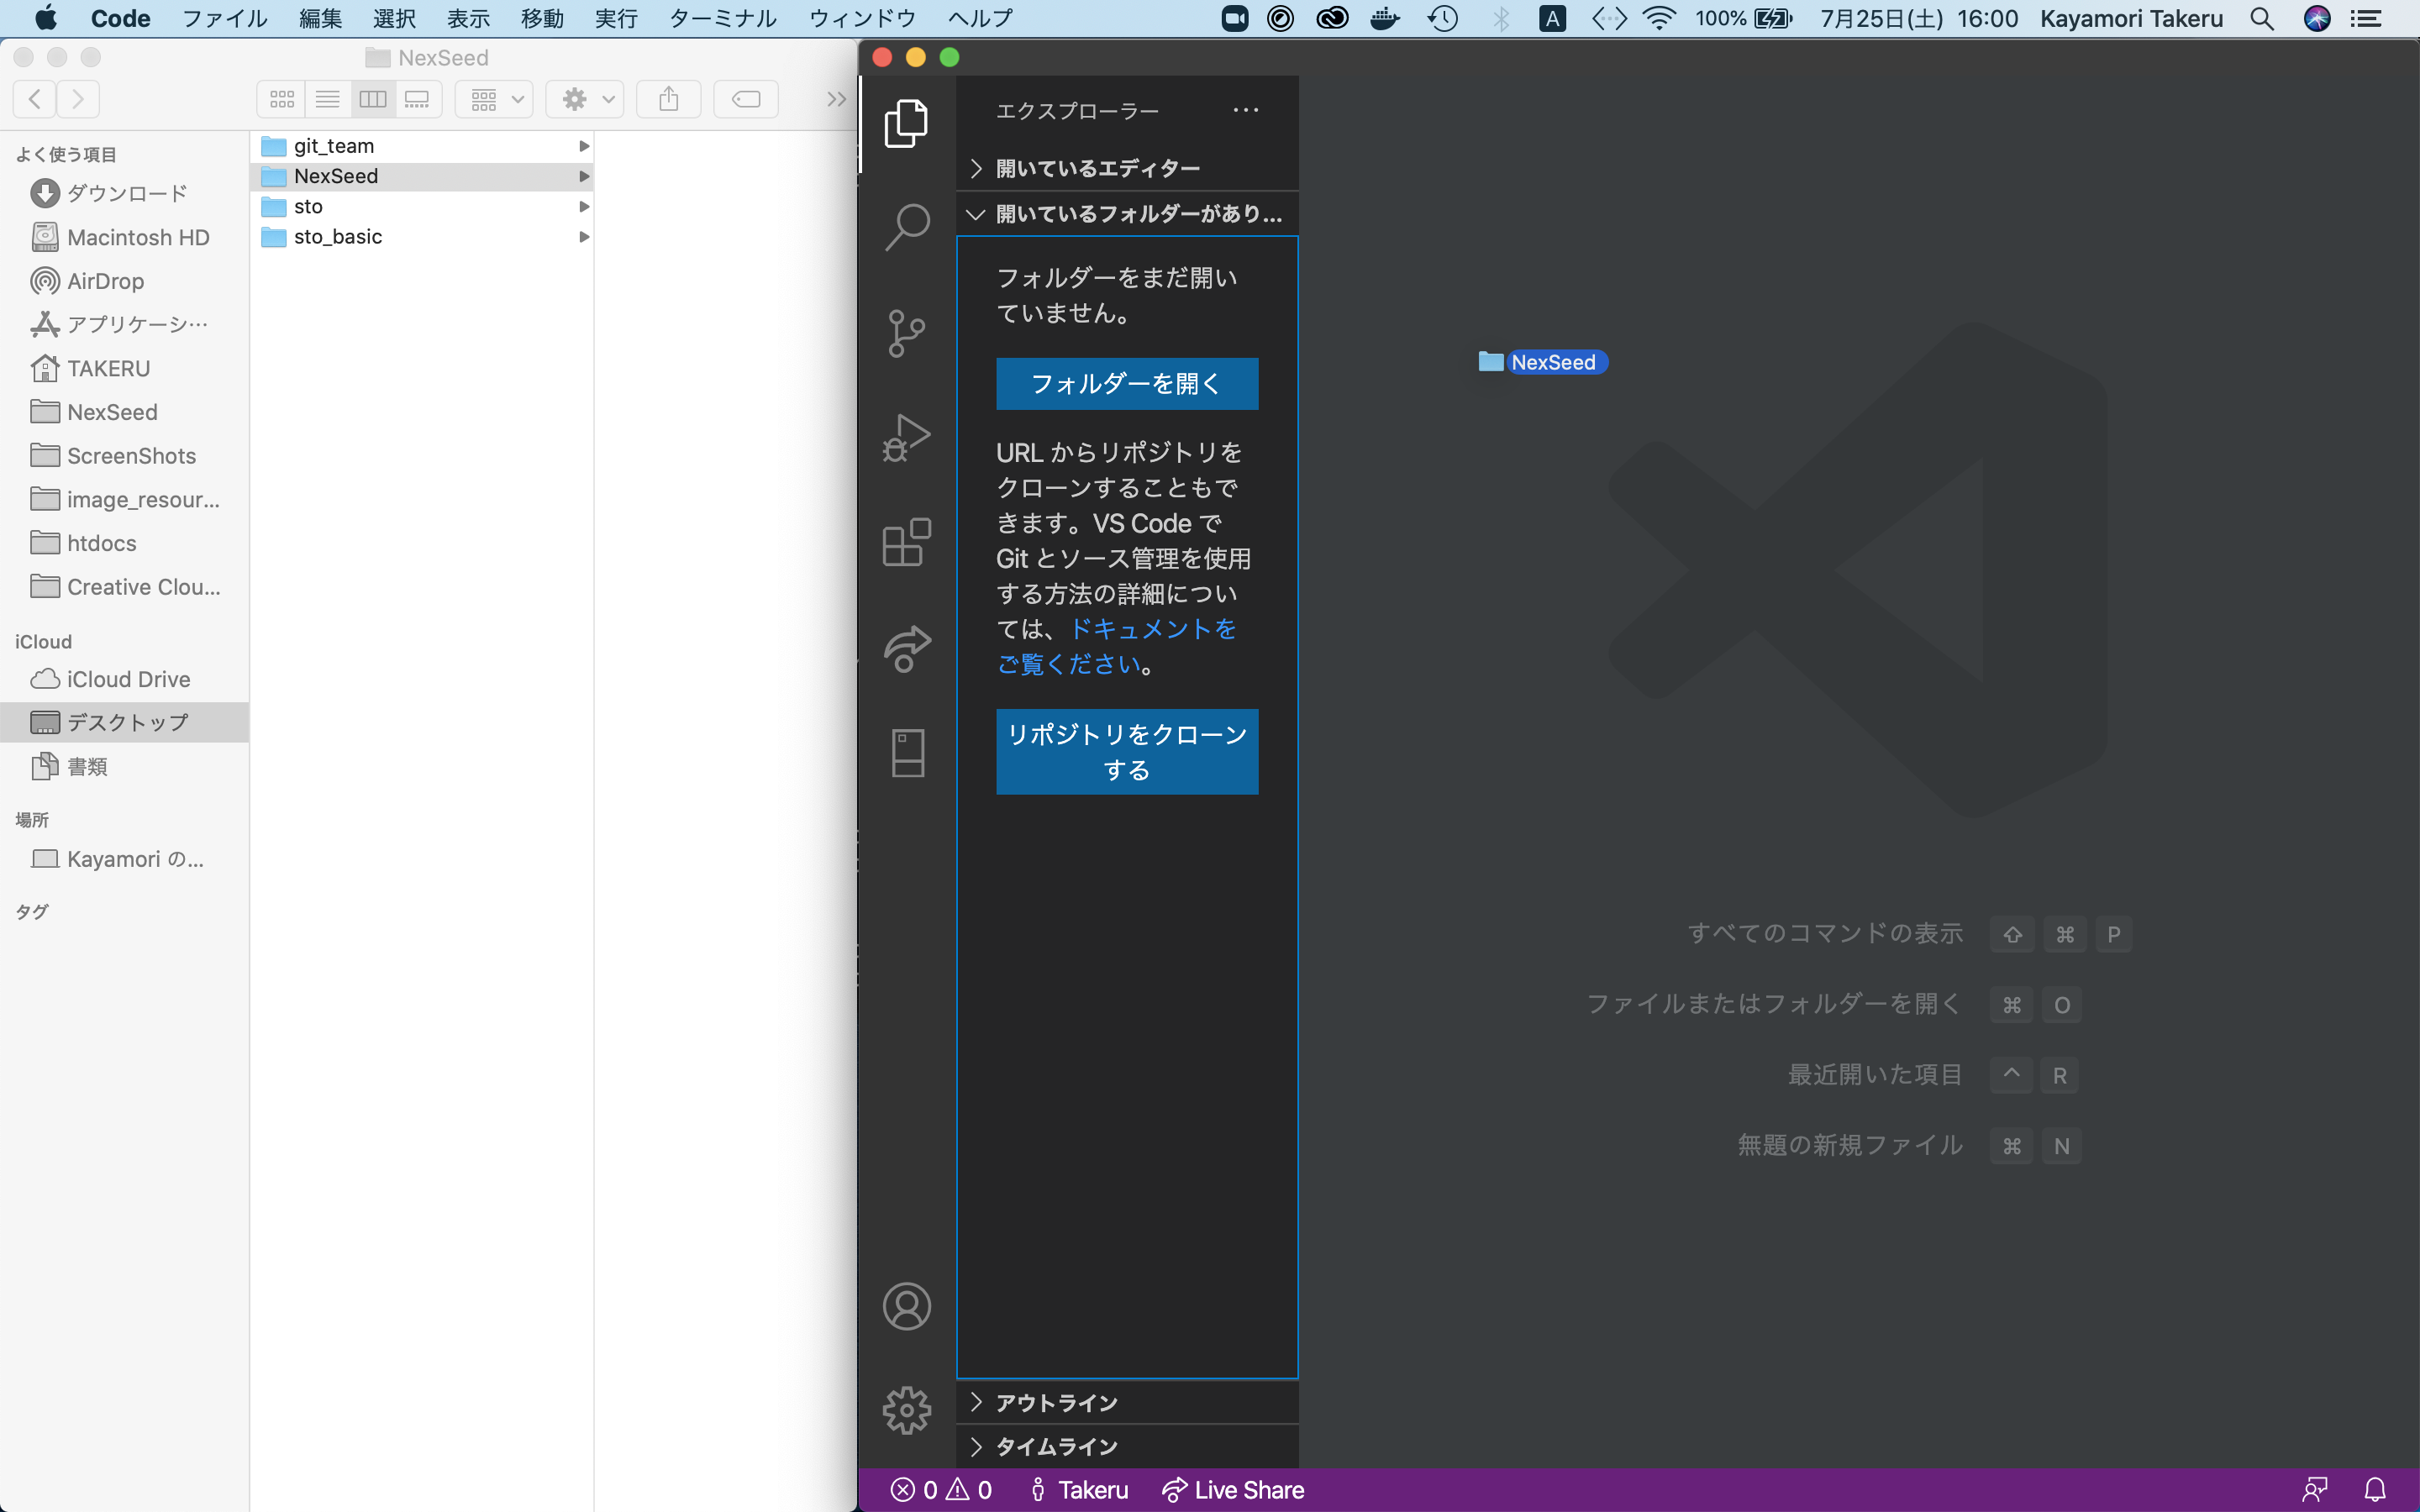 Code ファイル 編集 選択 表示 移動 実行 ターミナル ウィンドウ ヘルプ A 100% 7月25日(土) 16:00 Kayamori Takeru
NexSeed
よく使う項目
ダウンロード
Macintosh HD
AirDrop
アプリケーシ…
TAKERU
NexSeed
ScreenShots
image_resour...
htdocs
Creative Clou...
iCloud
iCloud Drive
デスクトップ
書類
場所
Kayamori の...
タグ
git_team
NexSeed
sto
sto_basic
エクスプローラー ...
開いているエディター
開いているフォルダーがあり...
フォルダーをまだ開い
ていません。
フォルダーを開く
URL からリポジトリを
クローンすることもで
きます。VS Code で
Git とソース管理を使用
する方法の詳細につい
ては、ドキュメントを
ご覧ください。
リポジトリをクローン
する
アウトライン
タイムライン
NexSeed
すべてのコマンドの表示 ⇧ ⌘ P
ファイルまたはフォルダーを開く ⌘ O
最近開いた項目 ^ R
無題の新規ファイル ⌘ N
0 0 Takeru Live Share